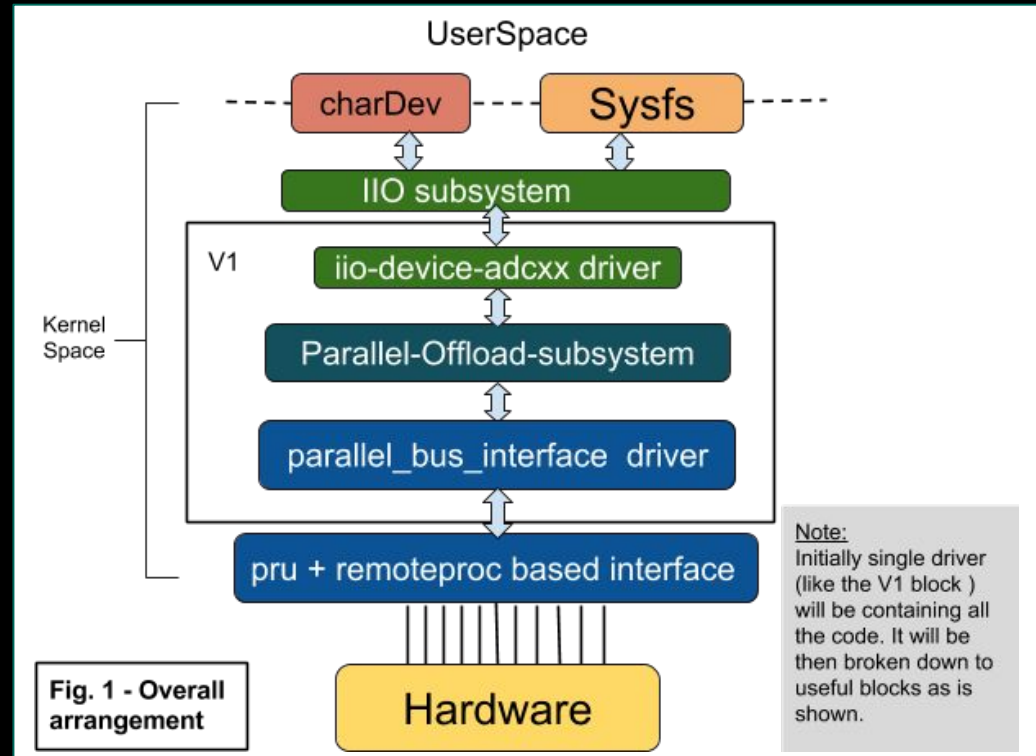 UserSpace
charDev
Sysfs
IIO subsystem
V1
iio-device-adcxx driver
Kernel
Space
Parallel-Offload-subsystem
parallel_bus_interface driver
pru + remoteproc based interface
Note:
Initially single driver
(like the V1 block )
will be containing all
the code. It will be
then broken down to
useful blocks as is
shown.
Fig. 1 - Overall
arrangement
Hardware